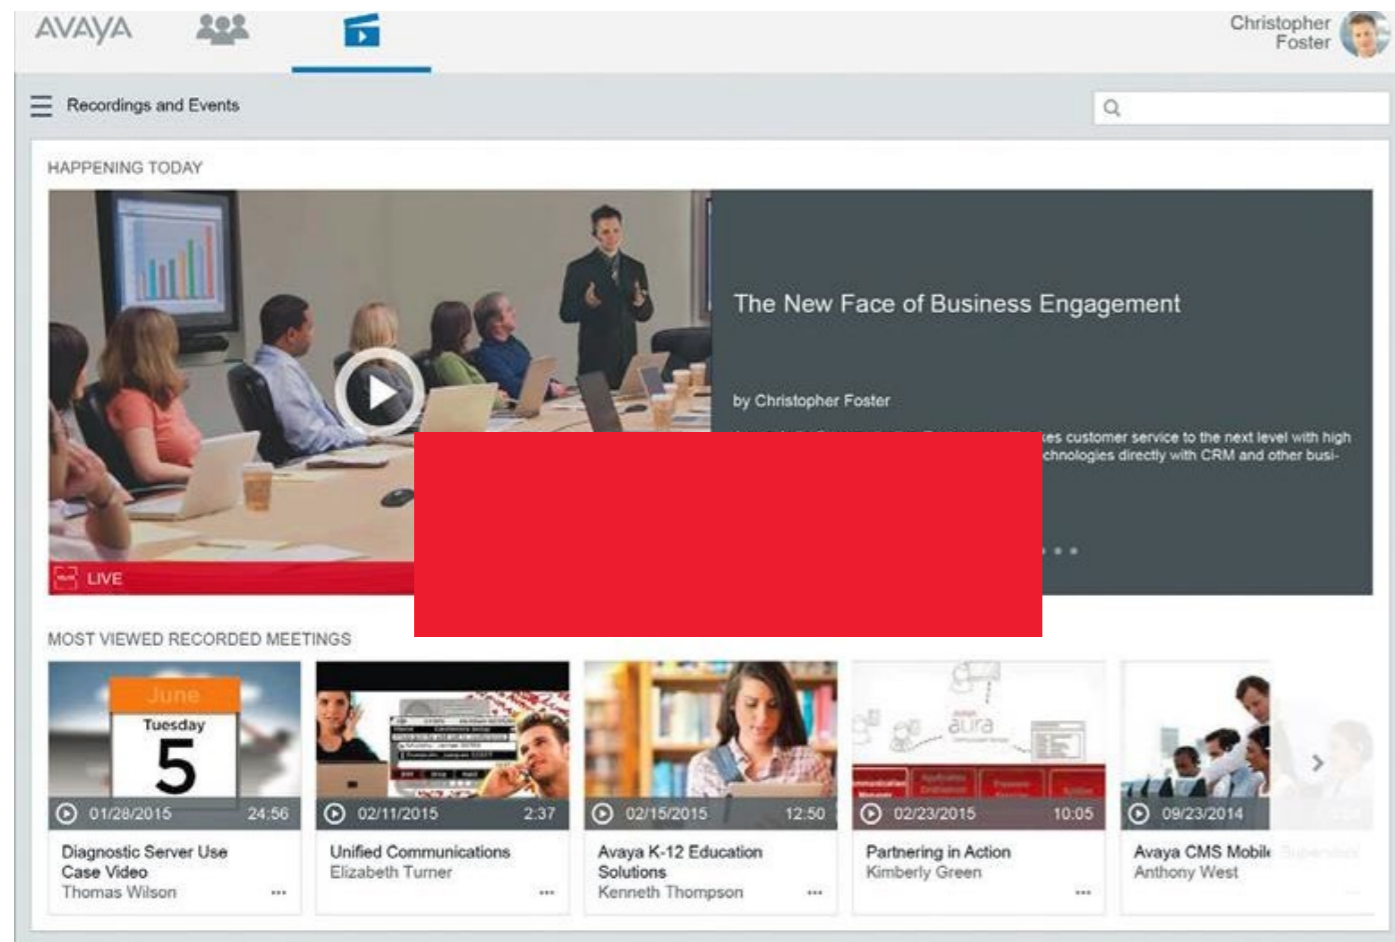 AVAYA
Christopher
Foster
Recordings and Events
HAPPENING TODAY
The New Face of Business Engagement
by Christopher Foster
customer service to the next level with high
directly with CRM and other busi-
LIVE
MOST VIEWED RECORDED MEETINGS
June
Tuesday
5
01/28/2015 24:56
Diagnostic Server Use
Case Video
Thomas Wilson
02/11/2015 2:37
Unified Communications
Elizabeth Turner
02/15/2015 12:50
Avaya K-12 Education
Solutions
Kenneth Thompson
AVAYA
aura
02/23/2015 10:05
Partnering in Action
Kimberly Green
09/23/2014
Avaya CMS Mobile Supervisor
Anthony West